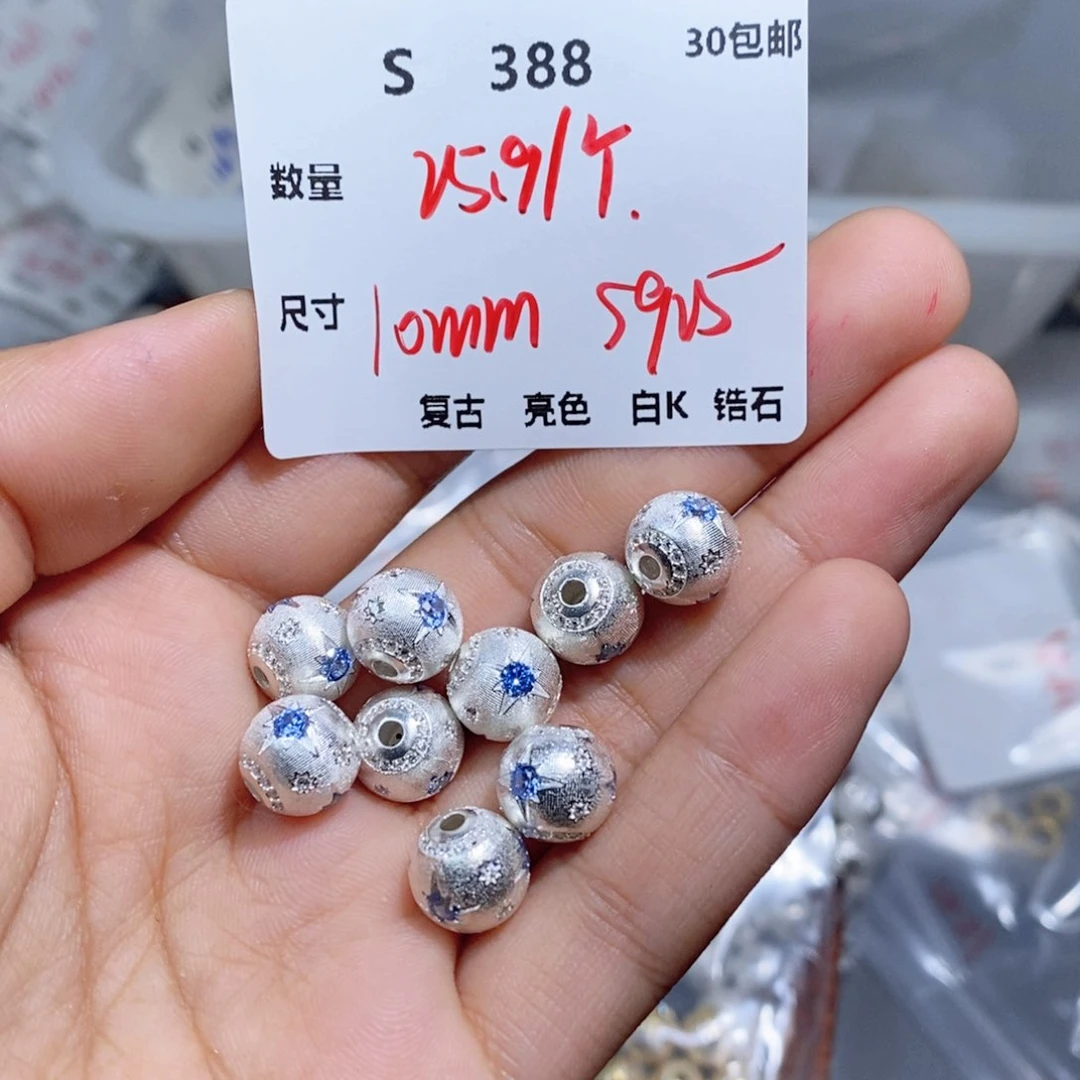 S 388 30包邮
数量 25.9/个.
尺寸 10mm S925
复古 亮色 白K 锆石